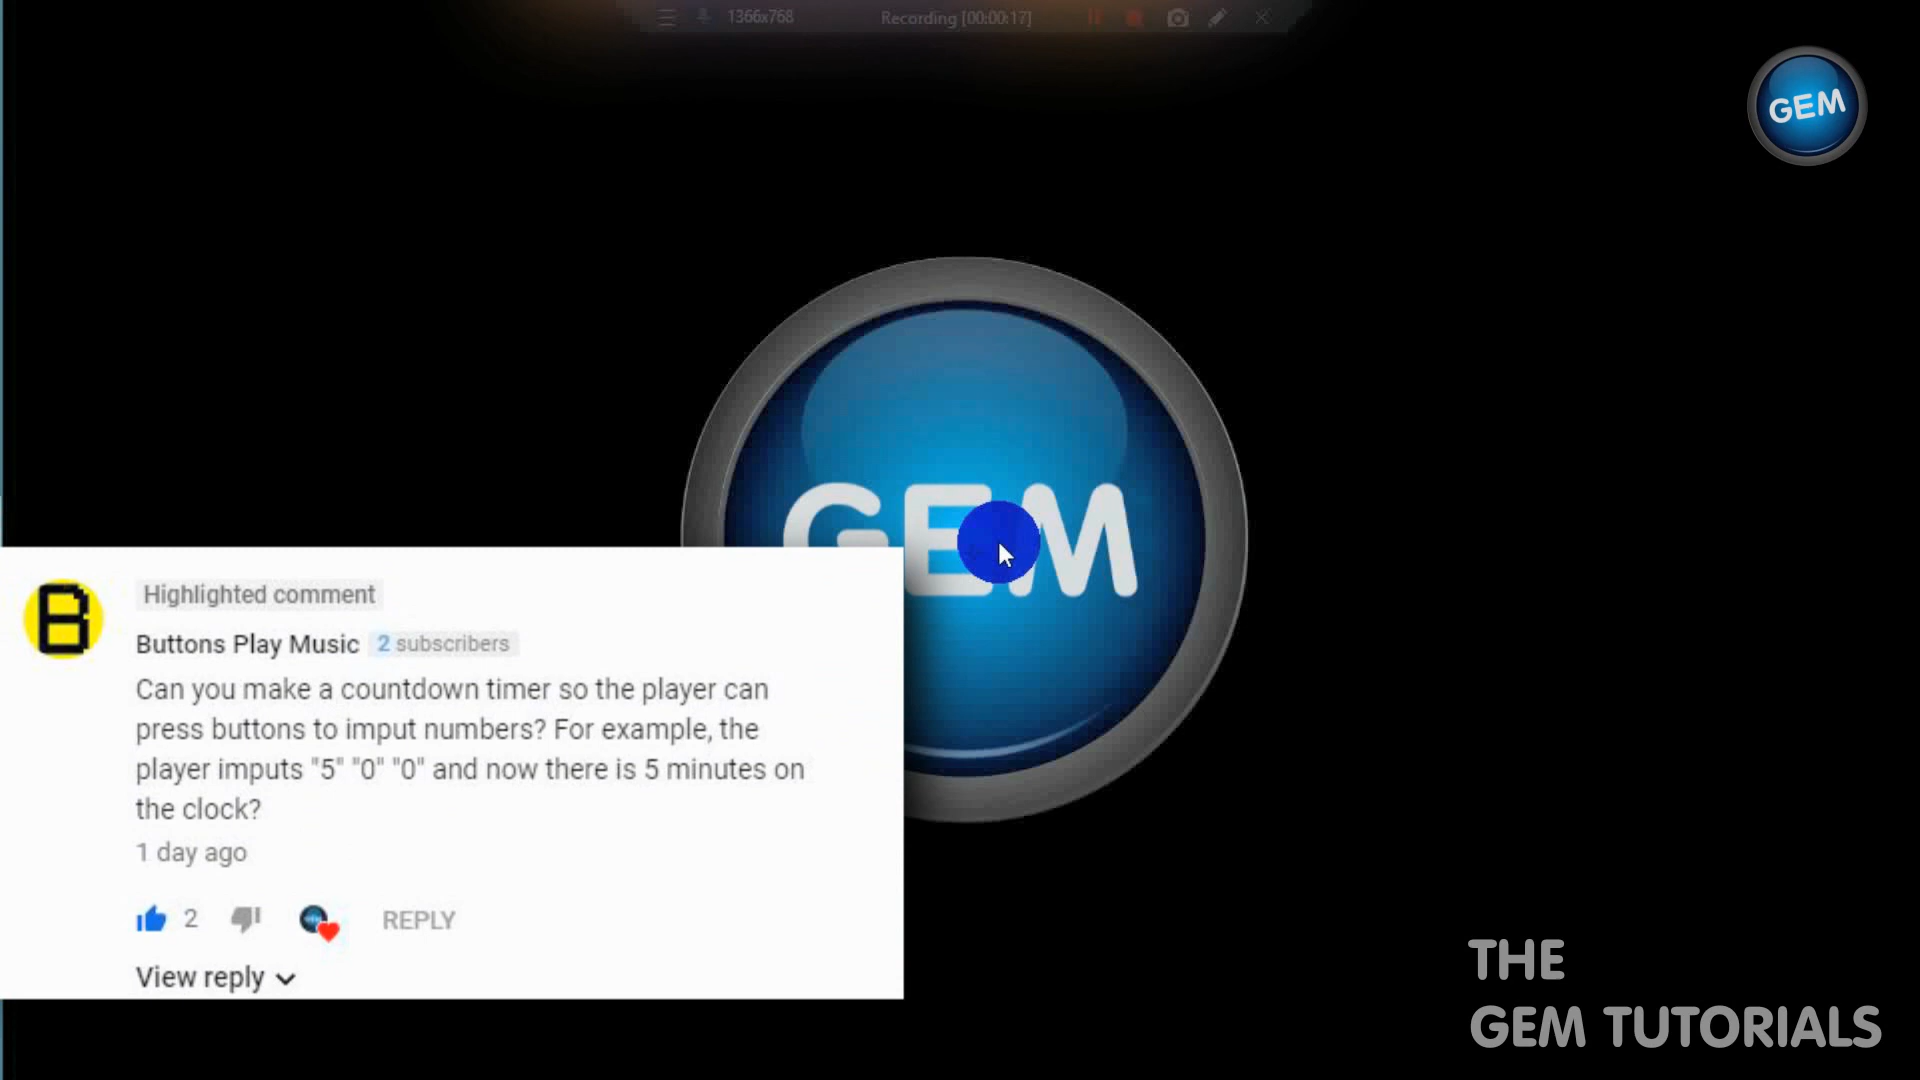 1366x768 Recording [00:00:17]
GEM
GEM
Highlighted comment
Buttons Play Music 2 subscribers
Can you make a countdown timer so the player can
press buttons to imput numbers? For example, the
player imputs "5" "0" "0" and now there is 5 minutes on
the clock?
1 day ago
2 REPLY
View reply
B
THE
GEM TUTORIALS